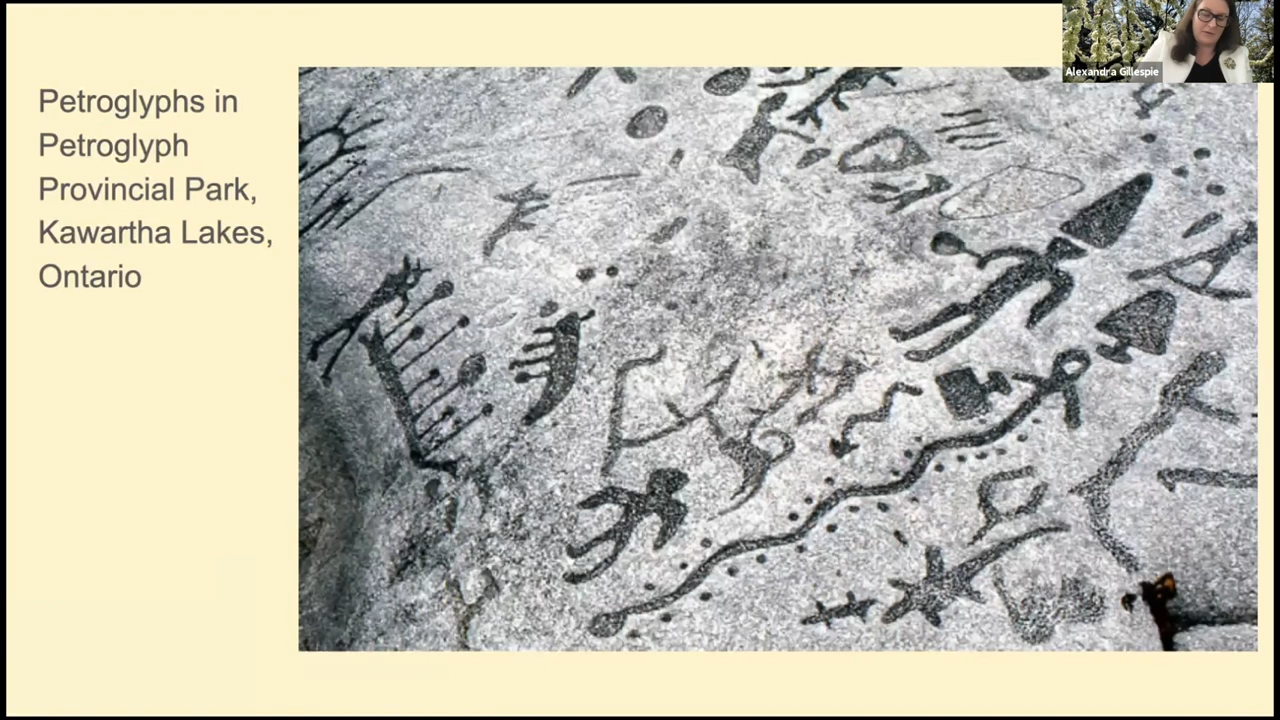 Petroglyphs in
Petroglyph
Provincial Park,
Kawartha Lakes,
Ontario
Alexandra Gillespie